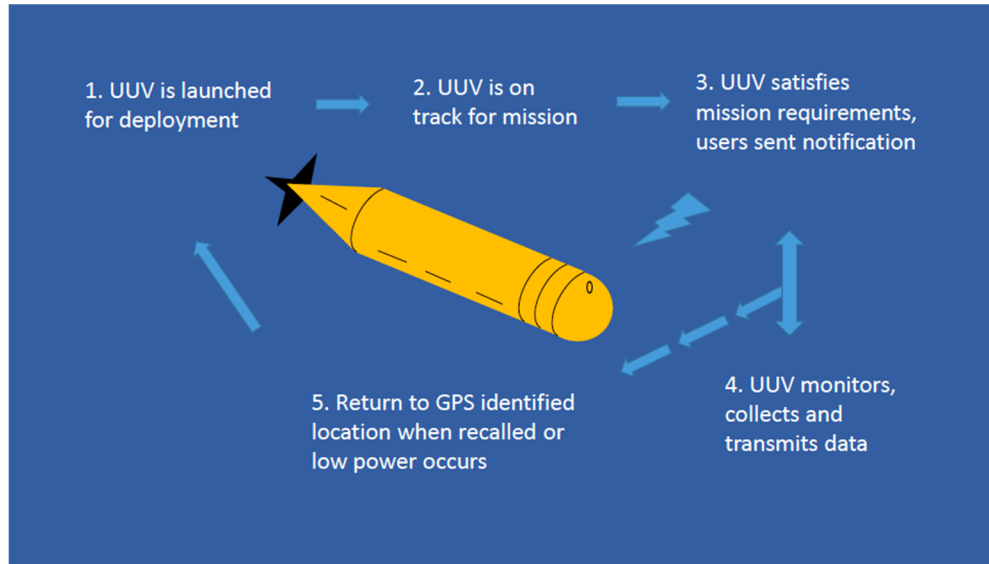 1. UUV is launched
for deployment
2. UUV is on
track for mission
3. UUV satisfies
mission requirements,
users sent notification
4. UUV monitors,
collects and
transmits data
5. Return to GPS identified
location when recalled or
low power occurs